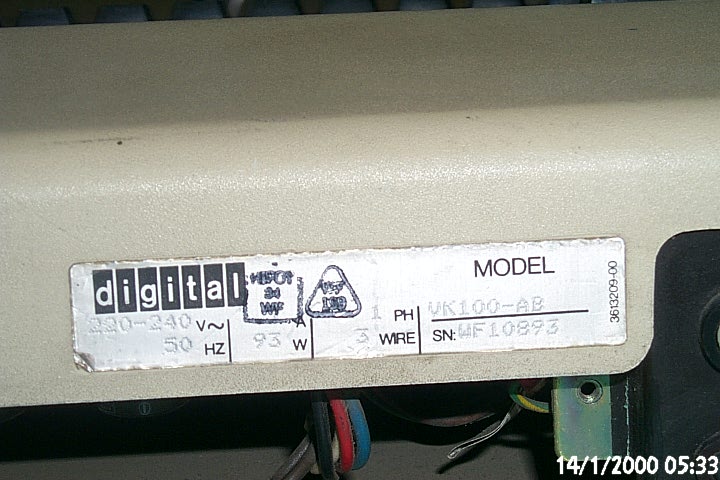 digital
MODEL
220-240 V~ A 1 PH VK100-AB
50 HZ 93 W 3 WIRE SN: WF10893
3613209-00
14/1/2000 05:33